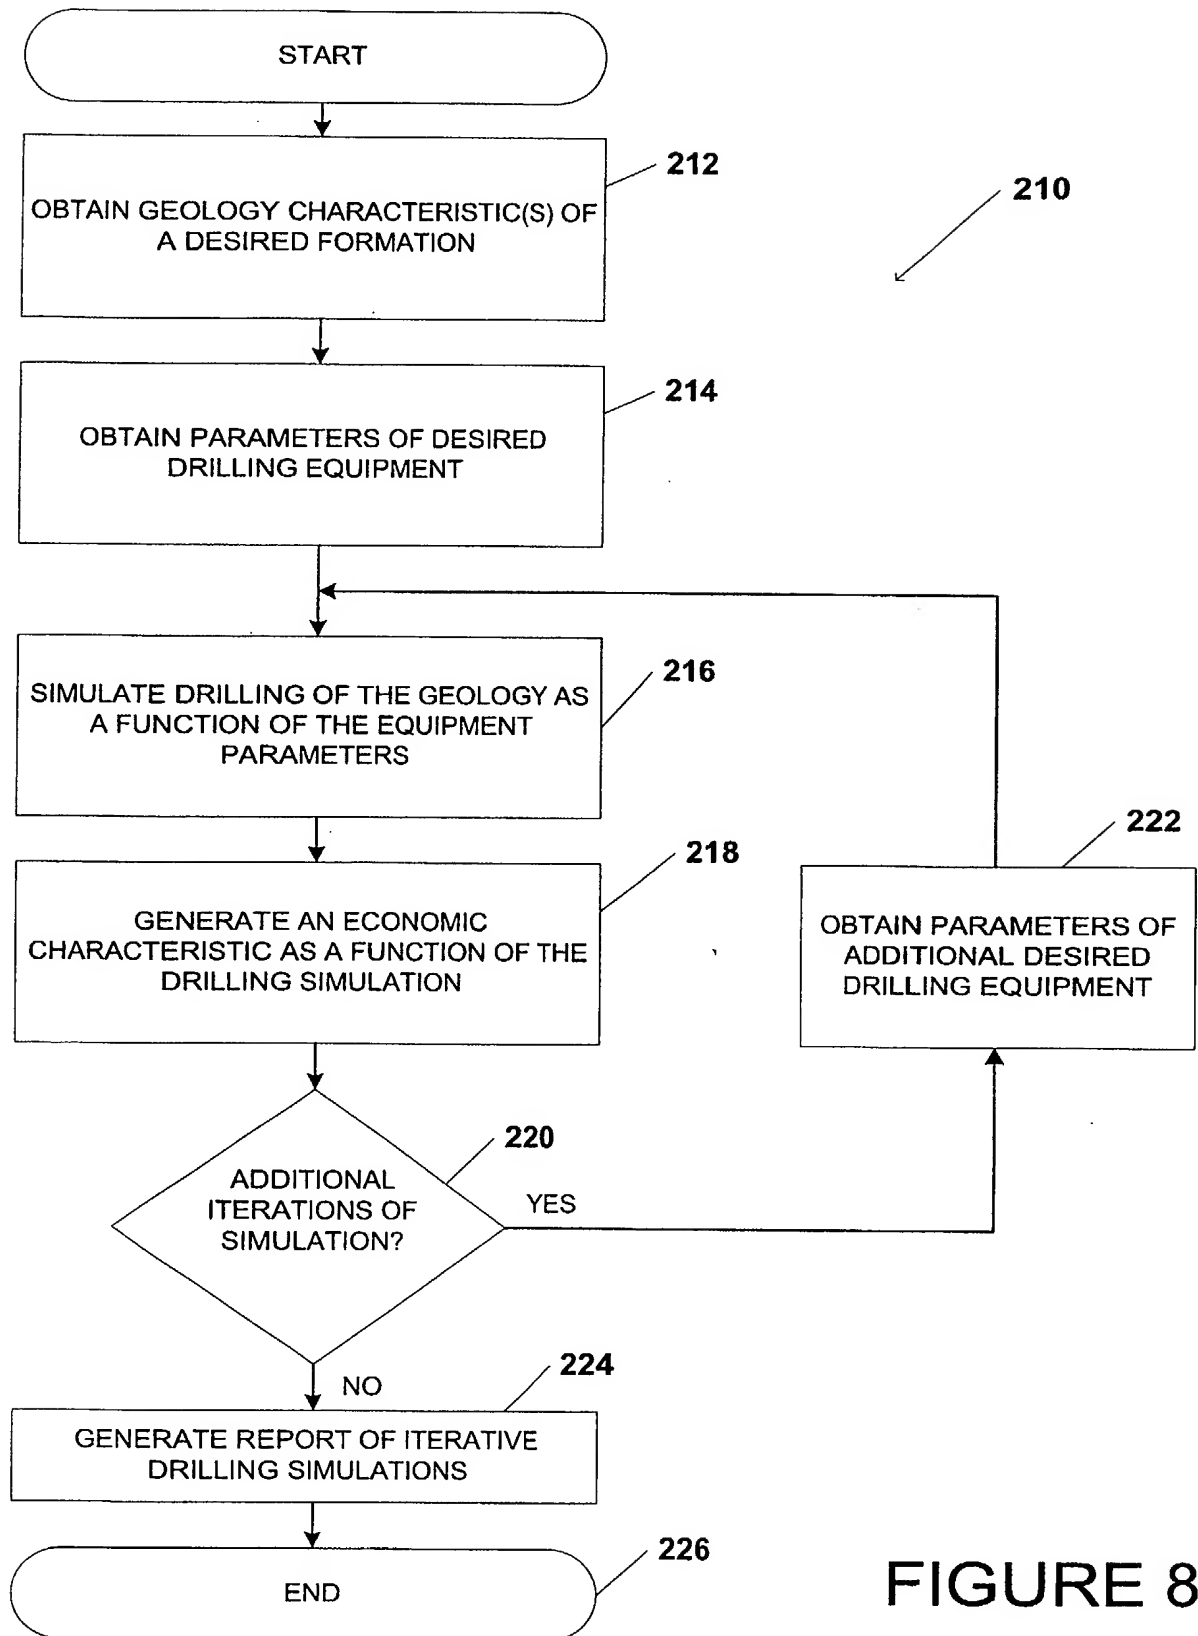 START
212
210
OBTAIN GEOLOGY CHARACTERISTIC(S) OF
A DESIRED FORMATION
214
OBTAIN PARAMETERS OF DESIRED
DRILLING EQUIPMENT
216
SIMULATE DRILLING OF THE GEOLOGY AS
A FUNCTION OF THE EQUIPMENT
PARAMETERS
218
GENERATE AN ECONOMIC
CHARACTERISTIC AS A FUNCTION OF THE
DRILLING SIMULATION
222
OBTAIN PARAMETERS OF
ADDITIONAL DESIRED
DRILLING EQUIPMENT
220
ADDITIONAL
ITERATIONS OF
SIMULATION?
YES
NO
224
GENERATE REPORT OF ITERATIVE
DRILLING SIMULATIONS
226
END
FIGURE 8